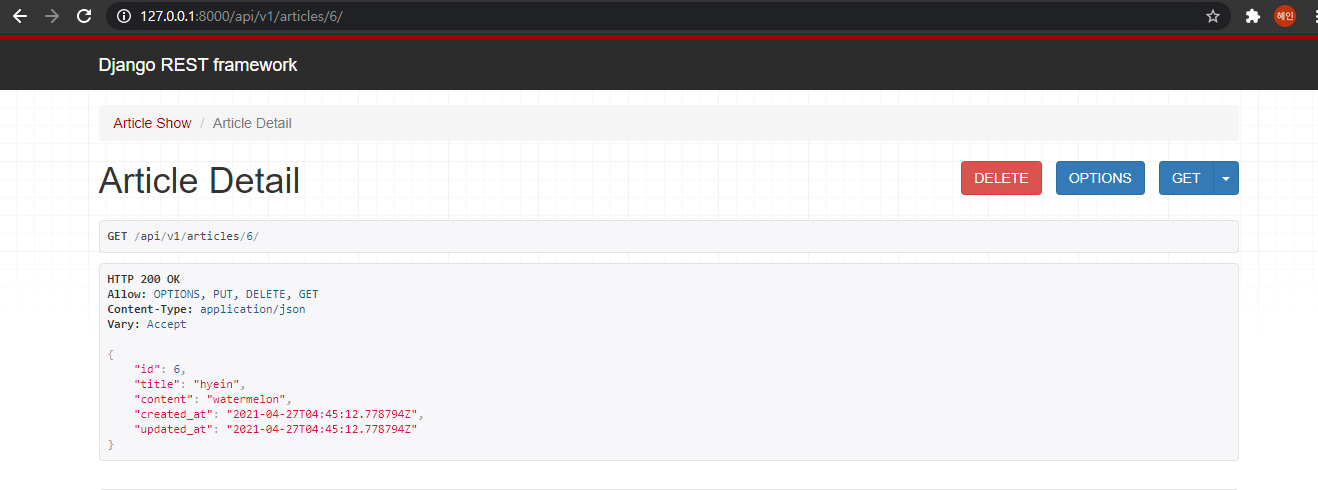 127.0.0.1:8000/api/v1/articles/6/
혜인
Django REST framework
Article Show / Article Detail
Article Detail
DELETE OPTIONS GET
GET /api/v1/articles/6/
HTTP 200 OK
Allow: OPTIONS, PUT, DELETE, GET
Content-Type: application/json
Vary: Accept
{
"id": 6,
"title": "hyein",
"content": "watermelon",
"created_at": "2021-04-27T04:45:12.778794Z",
"updated_at": "2021-04-27T04:45:12.778794Z"
}